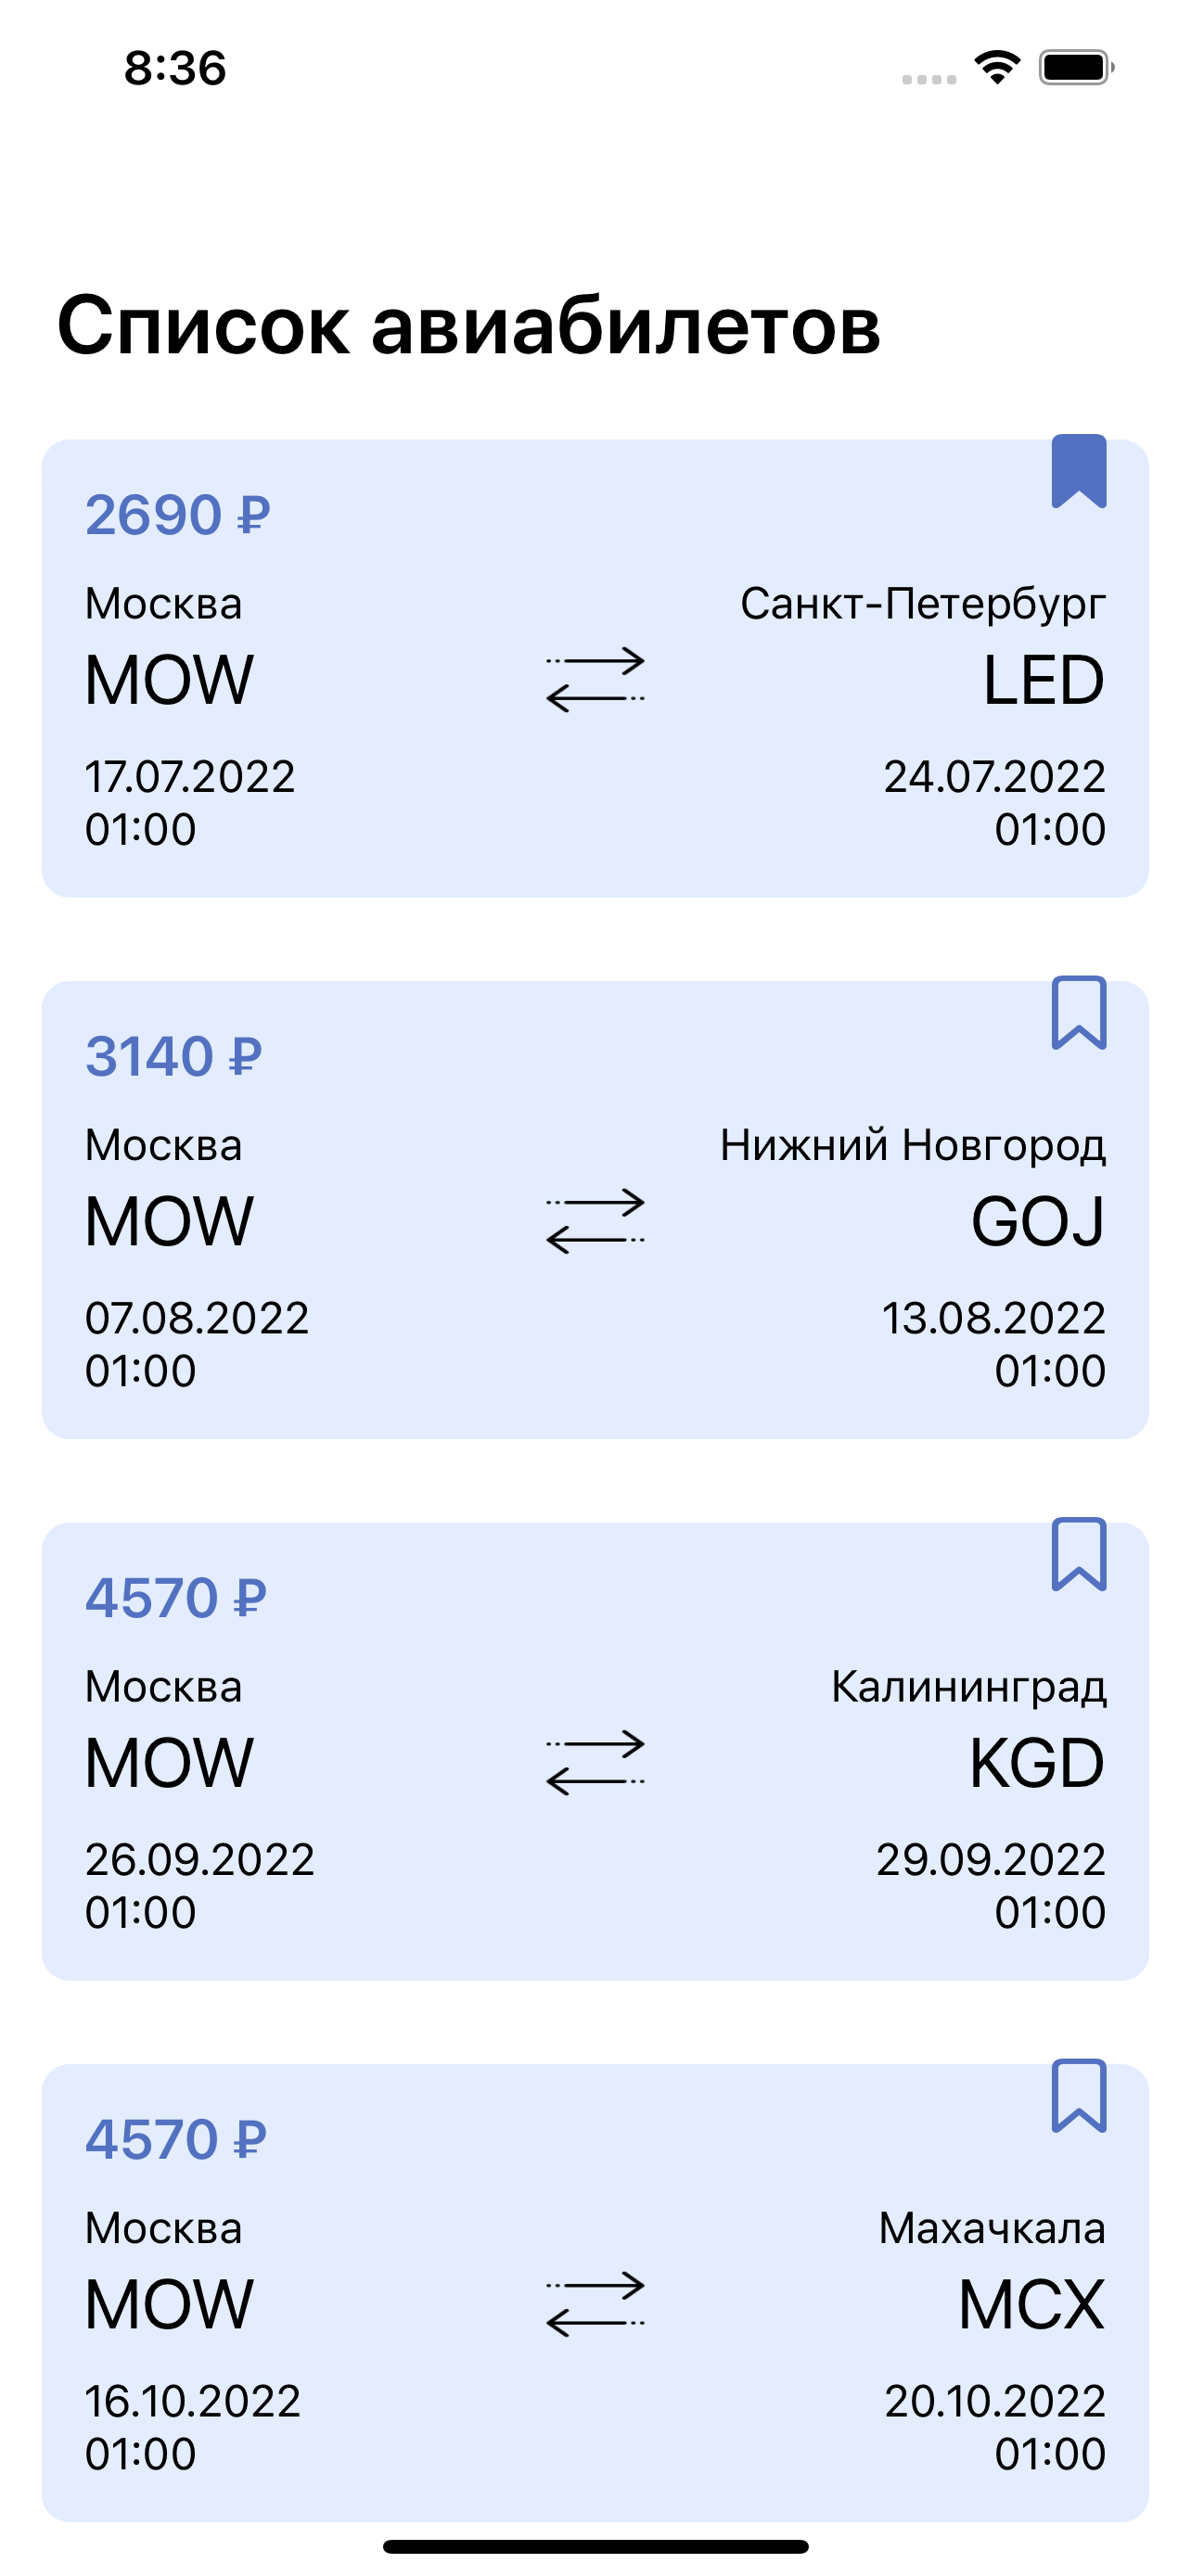 8:36
Список авиабилетов
2690 ₽
Москва Санкт-Петербург
MOW LED
17.07.2022 24.07.2022
01:00 01:00
3140 ₽
Москва Нижний Новгород
MOW GOJ
07.08.2022 13.08.2022
01:00 01:00
4570 ₽
Москва Калининград
MOW KGD
26.09.2022 29.09.2022
01:00 01:00
4570 ₽
Москва Махачкала
MOW MCX
16.10.2022 20.10.2022
01:00 01:00